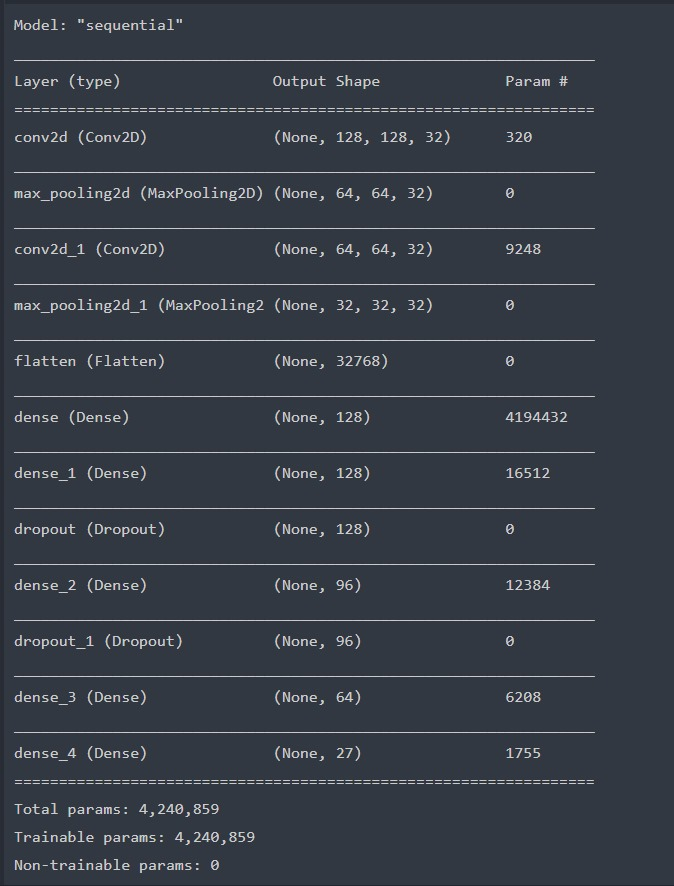 Model: "sequential"
_________________________________________________________________
Layer (type)                 Output Shape              Param #
=================================================================
conv2d (Conv2D)              (None, 128, 128, 32)      320
_________________________________________________________________
max_pooling2d (MaxPooling2D) (None, 64, 64, 32)        0
_________________________________________________________________
conv2d_1 (Conv2D)            (None, 64, 64, 32)        9248
_________________________________________________________________
max_pooling2d_1 (MaxPooling2 (None, 32, 32, 32)        0
_________________________________________________________________
flatten (Flatten)            (None, 32768)             0
_________________________________________________________________
dense (Dense)                (None, 128)               4194432
_________________________________________________________________
dense_1 (Dense)              (None, 128)               16512
_________________________________________________________________
dropout (Dropout)            (None, 128)               0
_________________________________________________________________
dense_2 (Dense)              (None, 96)                12384
_________________________________________________________________
dropout_1 (Dropout)          (None, 96)                0
_________________________________________________________________
dense_3 (Dense)              (None, 64)                6208
_________________________________________________________________
dense_4 (Dense)              (None, 27)                1755
=================================================================
Total params: 4,240,859
Trainable params: 4,240,859
Non-trainable params: 0